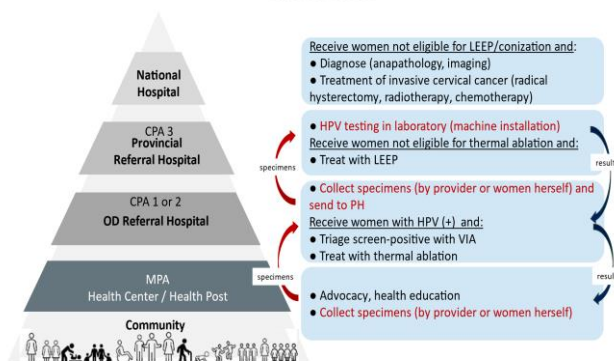 National
Hospital
CPA 3
Provincial
Referral Hospital
CPA 1 or 2
OD Referral Hospital
MPA
Health Center / Health Post
Community
Receive women not eligible for LEEP/conization and:
● Diagnose (anapathology, imaging)
● Treatment of invasive cervical cancer (radical
hysterectomy, radiotherapy, chemotherapy)
● HPV testing in laboratory (machine installation)
Receive women not eligible for thermal ablation and:
● Treat with LEEP
specimens
result
● Collect specimens (by provider or women herself) and
send to PH
Receive women with HPV (+) and:
● Triage screen-positive with VIA
● Treat with thermal ablation
specimens
result
● Advocacy, health education
● Collect specimens (by provider or women herself)